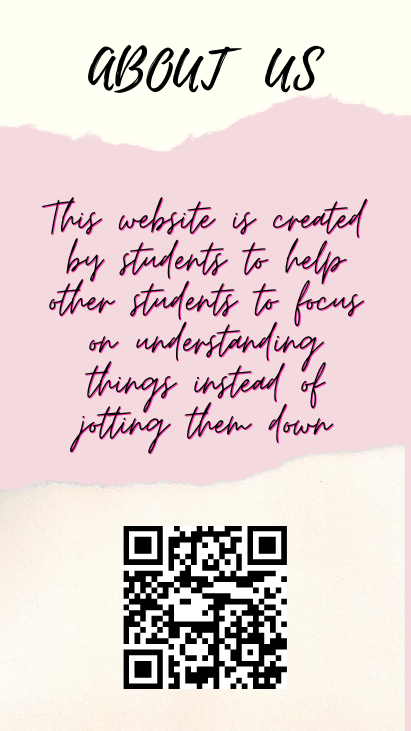 ABOUT US
This website is created
by students to help
other students to focus
on understanding
things instead of
jotting them down